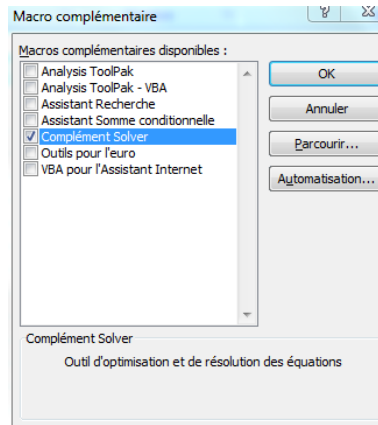 Macro complémentaire
Macros complémentaires disponibles :
Analysis ToolPak
Analysis ToolPak - VBA
Assistant Recherche
Assistant Somme conditionnelle
Complément Solver
Outils pour l'euro
VBA pour l'Assistant Internet
OK
Annuler
Parcourir...
Automatisation...
Complément Solver
Outil d'optimisation et de résolution des équations